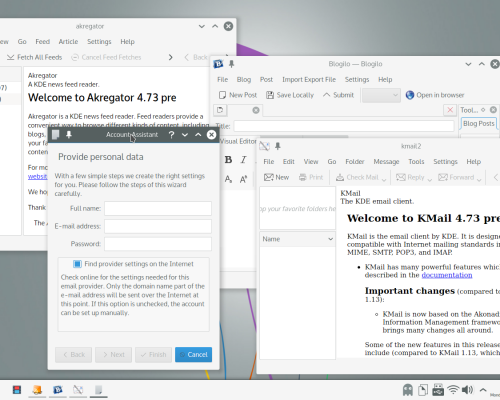 akregator
ew Go Feed Article Settings Help
Fetch All Feeds Cancel Feed Fetches Back
Akregator
A KDE news feed reader.
Welcome to Akregator 4.73 pre
Akregator is a KDE news feed reader. Feed readers provide a
convenient way to browse different kinds of content, including
blogs,
your fa
conten
For mo
websit
We hop
Thank
The A
Blogilo — Blogilo
File Blog Post Import Export File Settings Help
New Post Save Locally Submit Open in browser
Title:
Tool...
Blog Posts
Visual Editor
B I
kmail2
File Edit View Go Folder Message Tools Settings Help
New Print Check Mail Reply Forward
op your favorite folders he
Name
KMail
The KDE email client.
Welcome to KMail 4.73 pre
KMail is the email client by KDE. It is designe
compatible with Internet mailing standards in
MIME, SMTP, POP3, and IMAP.
• KMail has many powerful features whic
described in the documentation
Important changes (compared to
1.13):
KMail is now based on the Akonad
Information Management framewo
brings many changes all around.
Some of the new features in this release
include (compared to KMail 1.13, which
Account Assistant
Provide personal data
With a few simple steps we create the right settings
for you. Please follow the steps of this wizard
carefully.
Full name:
E-mail address:
Password:
Find provider settings on the Internet
Check online for the settings needed for this
email provider. Only the domain name part of the
e-mail address will be sent over the Internet at
this point. If this option is unchecked, the account
can be set up manually.
Back Next Finish Cancel